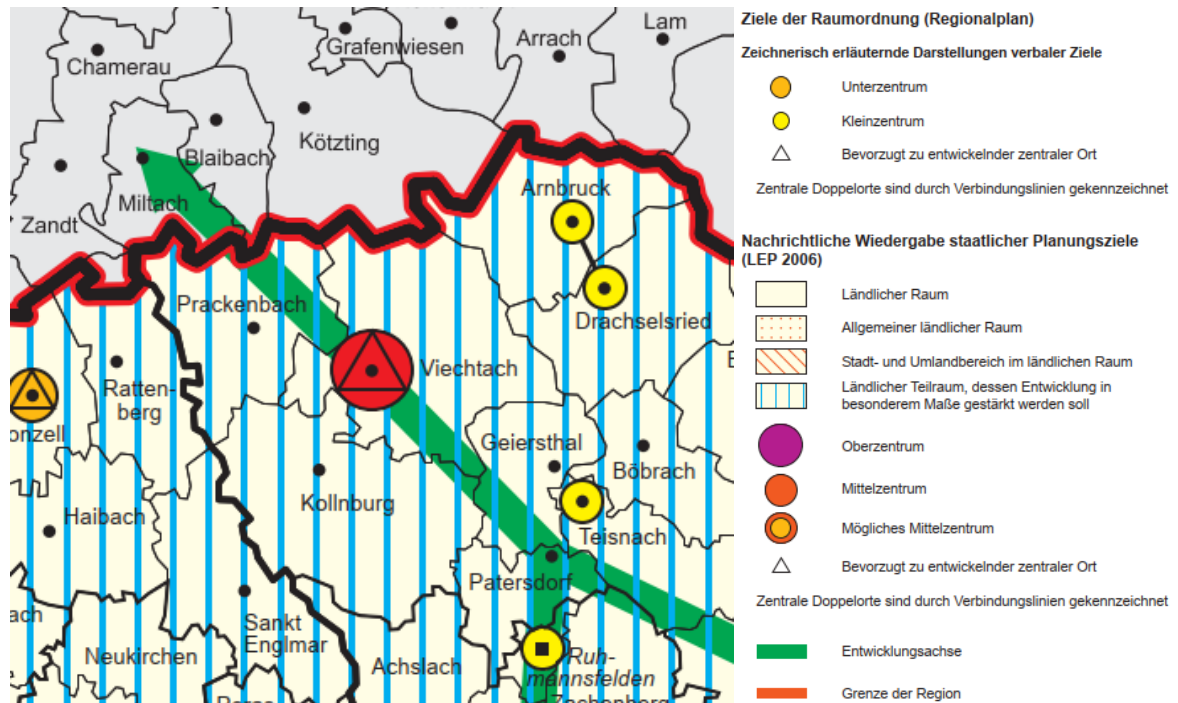 Chamerau
Grafenwiesen
Arrach
Lam
Blaibach
Kötzting
Miltach
Zandt
Arnbruck
Prackenbach
Drachselsried
Viechtach
Ratten-
berg
onzell
Geiersthal
Böbrach
Kollnburg
Haibach
Teisnach
Patersdorf
ach
Sankt
Englmar
Neukirchen
Achslach
Ruh-
mannsfelden
Zachenberg
Ziele der Raumordnung (Regionalplan)
Zeichnerisch erläuternde Darstellungen verbaler Ziele
Unterzentrum
Kleinzentrum
Bevorzugt zu entwickelnder zentraler Ort
Zentrale Doppelorte sind durch Verbindungslinien gekennzeichnet
Nachrichtliche Wiedergabe staatlicher Planungsziele
(LEP 2006)
Ländlicher Raum
Allgemeiner ländlicher Raum
Stadt- und Umlandbereich im ländlichen Raum
Ländlicher Teilraum, dessen Entwicklung in
besonderem Maße gestärkt werden soll
Oberzentrum
Mittelzentrum
Mögliches Mittelzentrum
Bevorzugt zu entwickelnder zentraler Ort
Zentrale Doppelorte sind durch Verbindungslinien gekennzeichnet
Entwicklungsachse
Grenze der Region